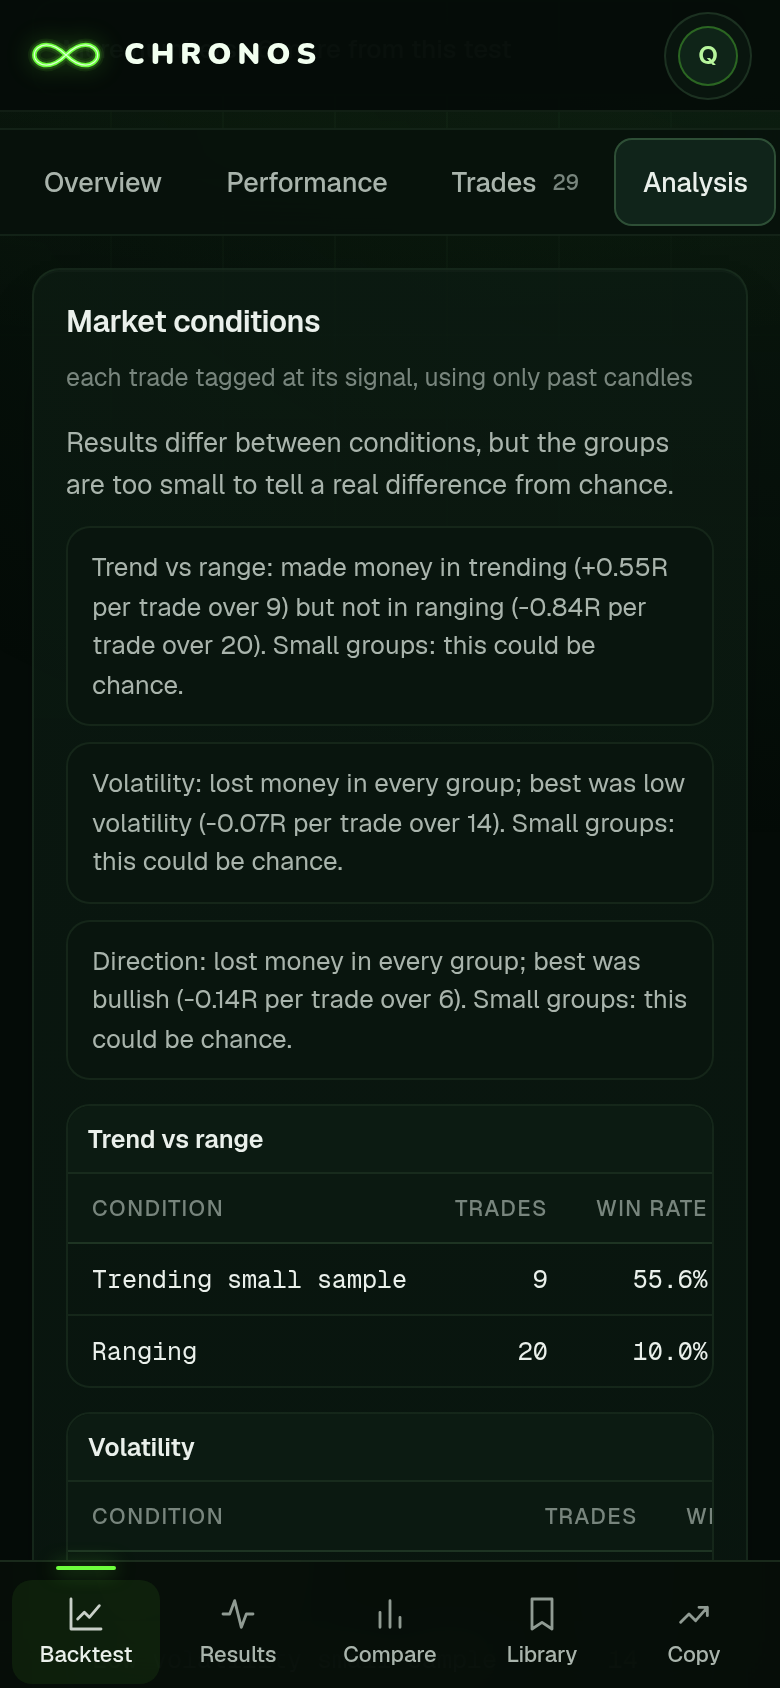 CHRONOS
from this test
Q
Overview
Performance
Trades 29
Analysis
Market conditions
each trade tagged at its signal, using only past candles
Results differ between conditions, but the groups
are too small to tell a real difference from chance.
Trend vs range: made money in trending (+0.55R
per trade over 9) but not in ranging (-0.84R per
trade over 20). Small groups: this could be
chance.
Volatility: lost money in every group; best was low
volatility (-0.07R per trade over 14). Small groups:
this could be chance.
Direction: lost money in every group; best was
bullish (-0.14R per trade over 6). Small groups: this
could be chance.
Trend vs range
CONDITION TRADES WIN RATE
Trending small sample 9 55.6%
Ranging 20 10.0%
Volatility
CONDITION TRADES WI
Backtest
Results
Compare
Library
Copy